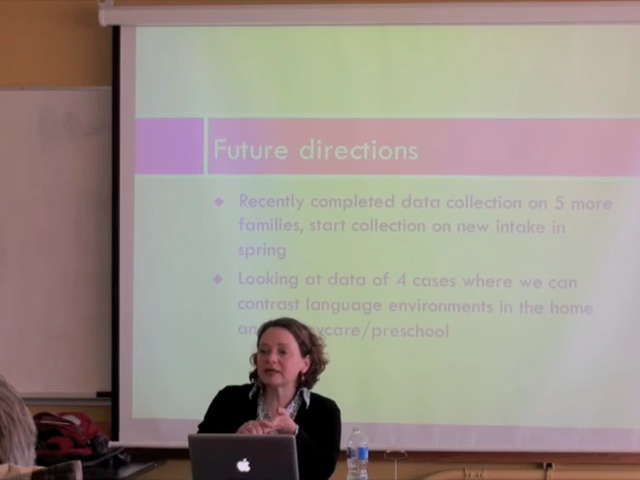 Future directions
Recently completed data collection on 5 more
families, start collection on new intake in
spring
Looking at data of 4 cases where we can
contrast language environments in the home
daycare/preschool